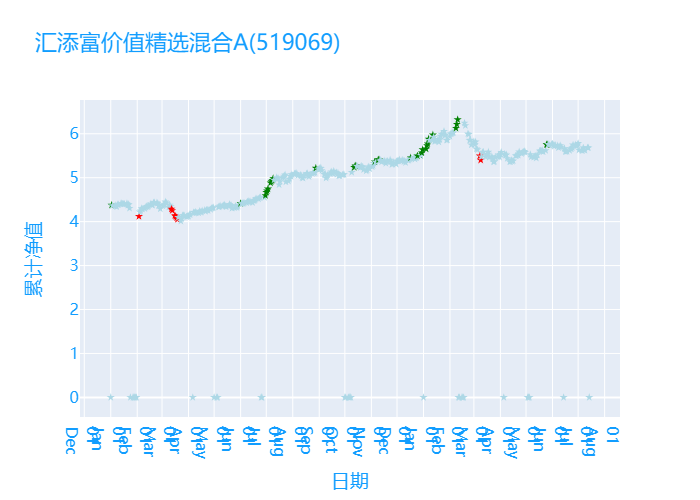 汇添富价值精选混合A(519069)
累计净值
6
5
4
3
2
1
0
Dec
Jan
Feb
Mar
Apr
May
Jun
Jul
Aug
Sep
Oct
Nov
Dec
Jan
Feb
Mar
Apr
May
Jun
Jul
Aug
01
日期